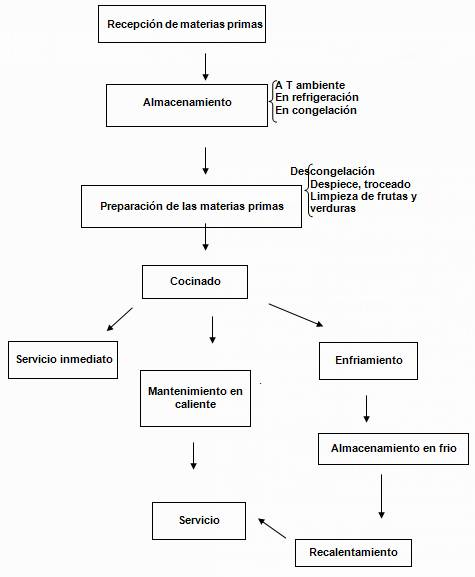 Recepción de materias primas
Almacenamiento
A T ambiente
En refrigeración
En congelación
Preparación de las materias primas
Descongelación
Despiece, troceado
Limpieza de frutas y
verduras
Cocinado
Servicio inmediato
Mantenimiento en
caliente
Enfriamiento
Almacenamiento en frio
Servicio
Recalentamiento